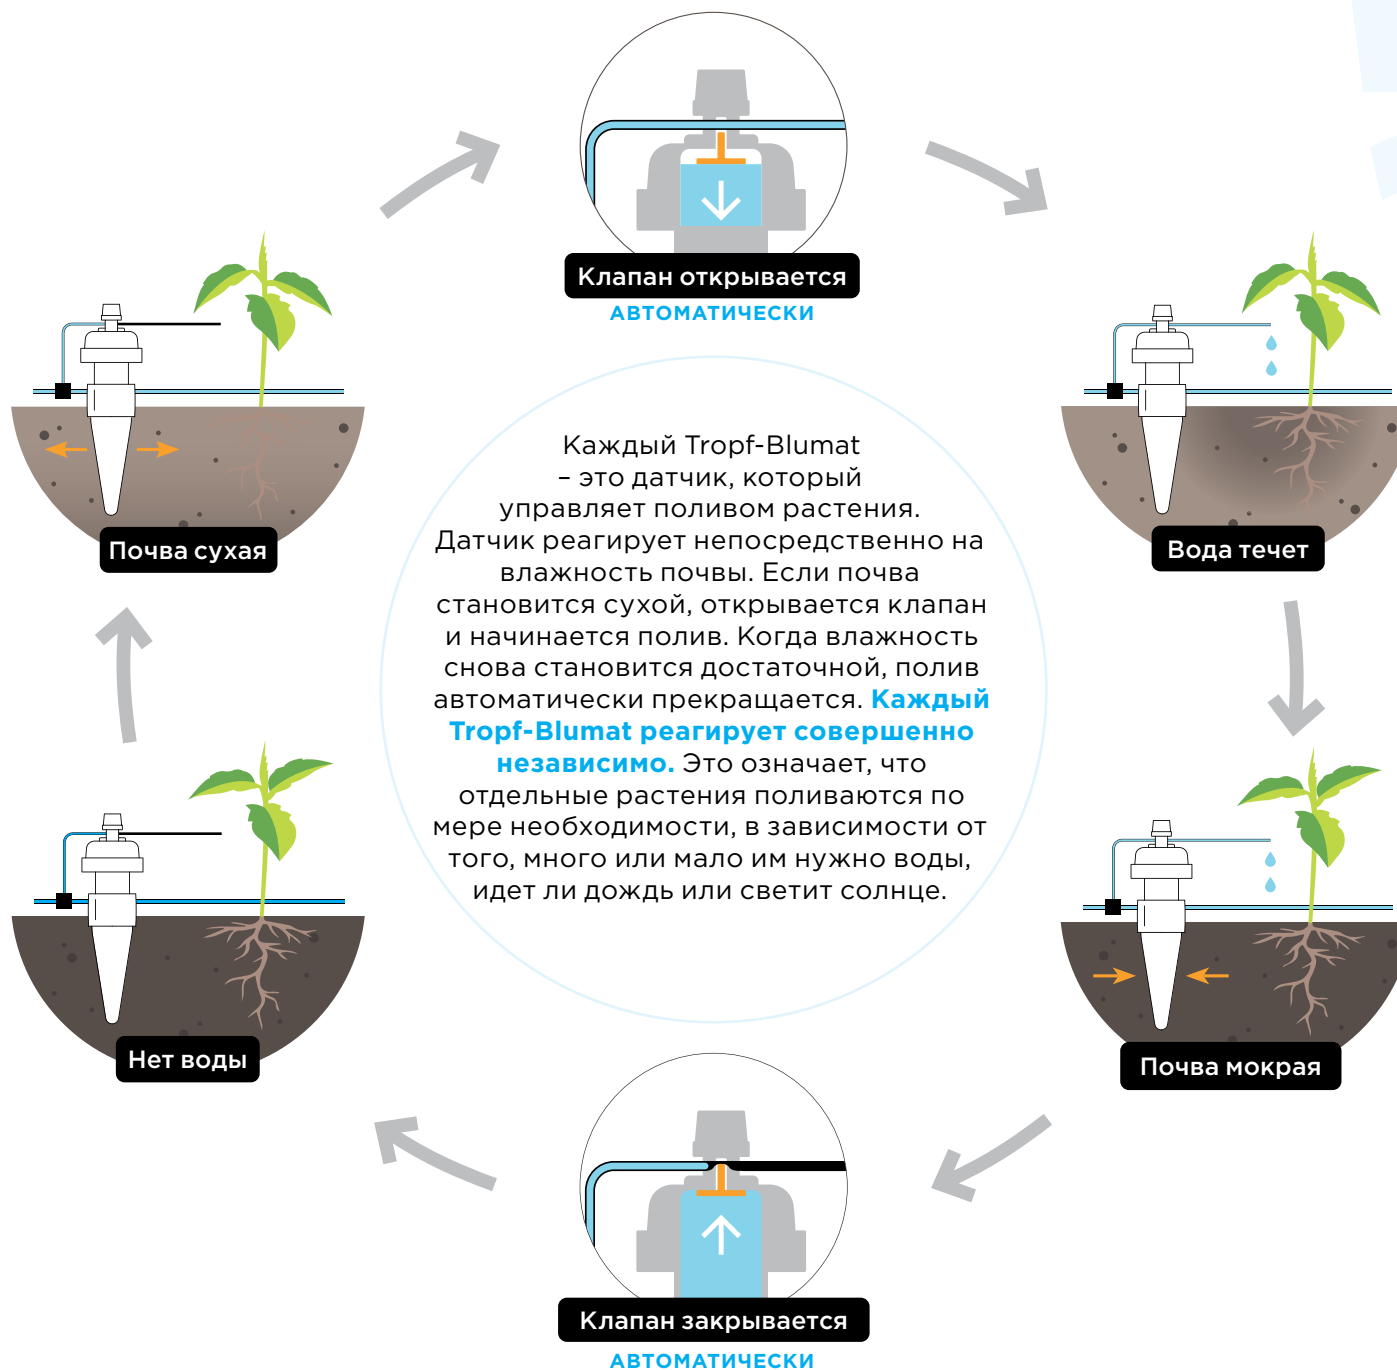 Клапан открывается
АВТОМАТИЧЕСКИ
Почва сухая
Вода течет
Каждый Tropf-Blumat
– это датчик, который
управляет поливом растения.
Датчик реагирует непосредственно на
влажность почвы. Если почва
становится сухой, открывается клапан
и начинается полив. Когда влажность
снова становится достаточной, полив
автоматически прекращается. Каждый
Tropf-Blumat реагирует совершенно
независимо. Это означает, что
отдельные растения поливаются по
мере необходимости, в зависимости от
того, много или мало им нужно воды,
идет ли дождь или светит солнце.
Нет воды
Почва мокрая
Клапан закрывается
АВТОМАТИЧЕСКИ